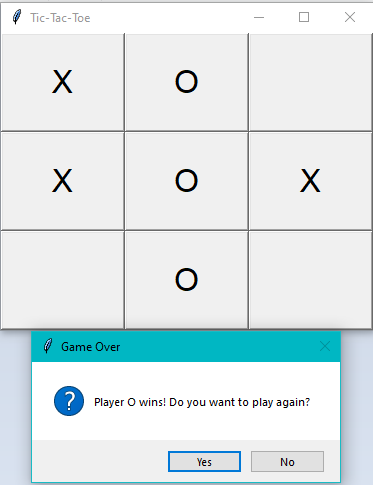 Tic-Tac-Toe
X O
X O X
O
Game Over
Player O wins! Do you want to play again?
Yes No